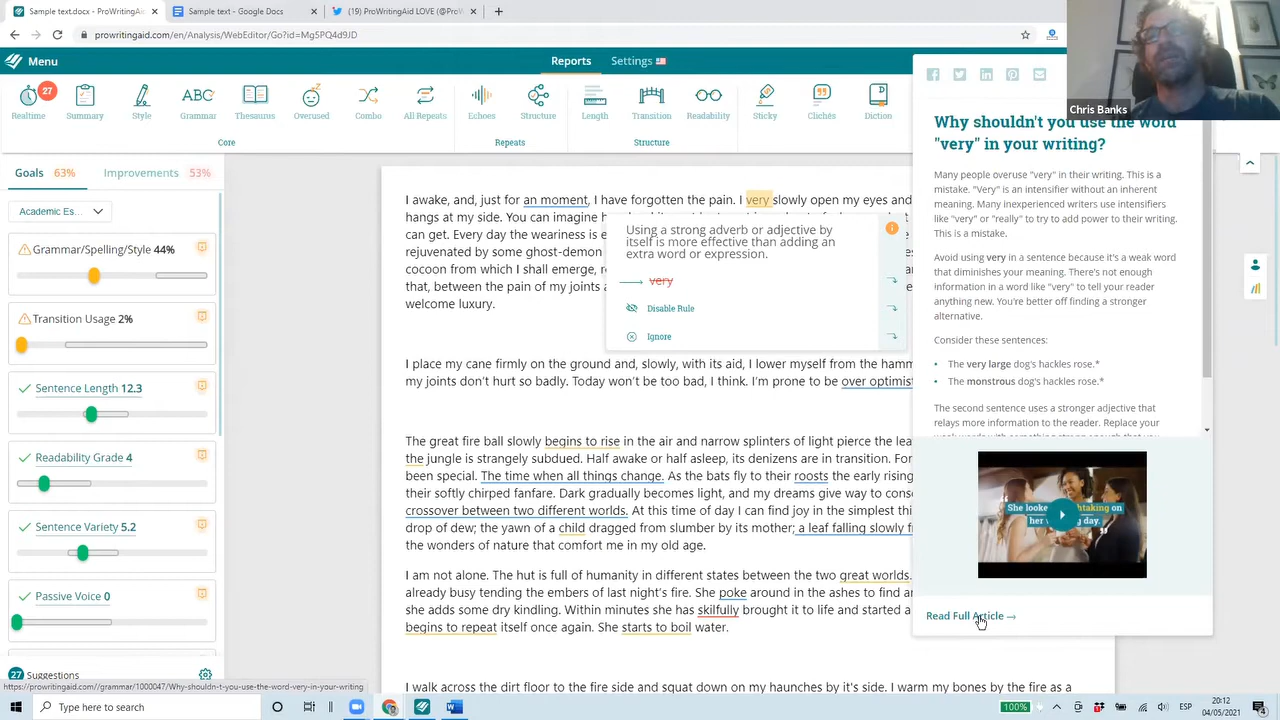 Sample text.docx - ProWritingAid
Sample text - Google Docs
(19) ProWritingAid LOVE (@ProW
prowritingaid.com/en/Analysis/WebEditor/Go?id=Mg5PQ4d9JD
Chris Banks
Menu
Reports
Settings
27
Realtime
Summary
Style
ABC
Grammar
Thesaurus
Overused
Combo
All Repeats
Echoes
Structure
Length
Transition
Readability
Sticky
Clichés
Diction
Core
Repeats
Structure
Goals 63%
Improvements 53%
Academic Es...
Grammar/Spelling/Style 44%
Transition Usage 2%
Sentence Length 12.3
Readability Grade 4
Sentence Variety 5.2
Passive Voice 0
27 Suggestions
I awake, and, just for an moment, I have forgotten the pain. I very slowly open my eyes and
hangs at my side. You can imagine h
can get. Every day the weariness is e
rejuvenated by some ghost-demon
cocoon from which I shall emerge, r
that, between the pain of my joints a
welcome luxury.
Using a strong adverb or adjective by
itself is more effective than adding an
extra word or expression.
very
Disable Rule
Ignore
I place my cane firmly on the ground and, slowly, with its aid, I lower myself from the hamm
my joints don't hurt so badly. Today won't be too bad, I think. I'm prone to be over optimist
The great fire ball slowly begins to rise in the air and narrow splinters of light pierce the lea
the jungle is strangely subdued. Half awake or half asleep, its denizens are in transition. For
been special. The time when all things change. As the bats fly to their roosts the early rising
their softly chirped fanfare. Dark gradually becomes light, and my dreams give way to consc
crossover between two different worlds. At this time of day I can find joy in the simplest thi
drop of dew; the yawn of a child dragged from slumber by its mother; a leaf falling slowly f
the wonders of nature that comfort me in my old age.
I am not alone. The hut is full of humanity in different states between the two great worlds.
already busy tending the embers of last night's fire. She poke around in the ashes to find a
she adds some dry kindling. Within minutes she has skilfully brought it to life and started a
begins to repeat itself once again. She starts to boil water.
I walk across the dirt floor to the fire side and squat down on my haunches by it's side. I warm my bones by the fire as a
Why shouldn't you use the word
"very" in your writing?
Many people overuse "very" in their writing. This is a
mistake. "Very" is an intensifier without an inherent
meaning. Many inexperienced writers use intensifiers
like "very" or "really" to try to add power to their writing.
This is a mistake.
Avoid using very in a sentence because it's a weak word
that diminishes your meaning. There's not enough
information in a word like "very" to tell your reader
anything new. You're better off finding a stronger
alternative.
Consider these sentences:
• The very large dog's hackles rose.*
• The monstrous dog's hackles rose.*
The second sentence uses a stronger adjective that
relays more information to the reader. Replace your
Read Full Article →
https://prowritingaid.com//grammar/1000047/Why-shouldn-t-you-use-the-word-very-in-your-writing
Type here to search
100%
ESP
20:12
04/05/2021